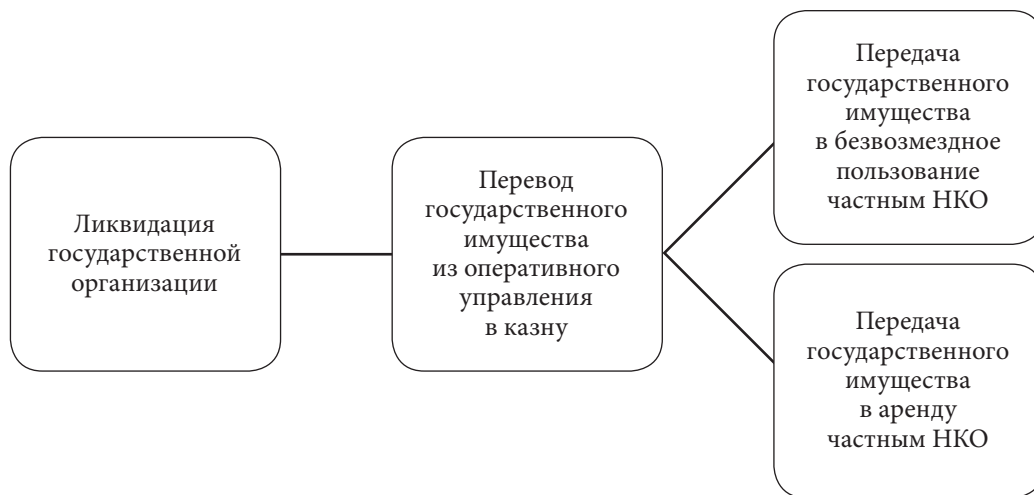 Ликвидация
государственной
организации
Перевод
государственного
имущества
из оперативного
управления
в казну
Передача
государственного
имущества
в безвозмездное
пользование
частным НКО
Передача
государственного
имущества
в аренду
частным НКО